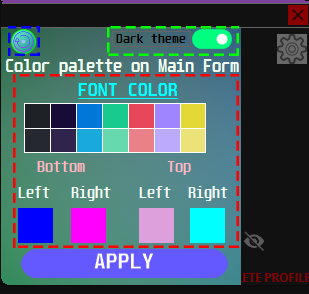 Dark theme
Color palette on Main Form
FONT COLOR
Bottom Top
Left Right Left Right
APPLY
ETE PROFILE